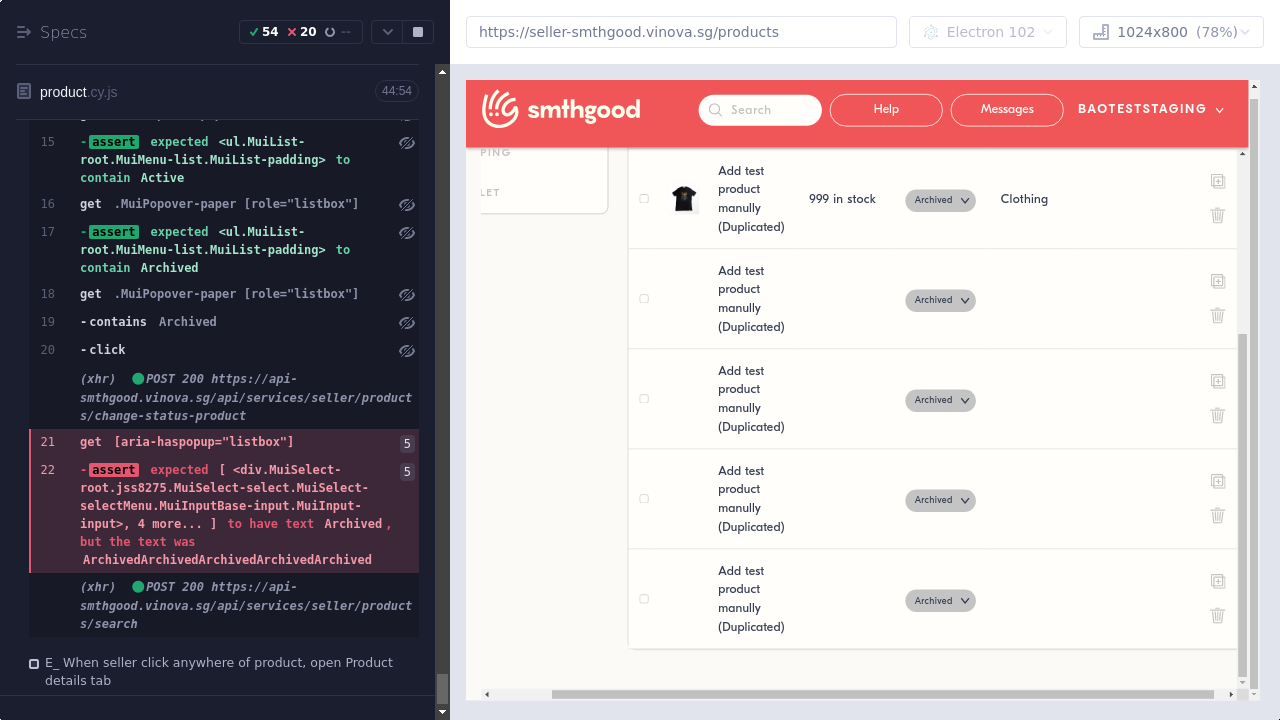 Specs
54
20
--
product.cy.js
44:54
15
-assert expected <ul.MuiList-
root.MuiMenu-list.MuiList-padding> to
contain Active
16
get .MuiPopover-paper [role="listbox"]
17
-assert expected <ul.MuiList-
root.MuiMenu-list.MuiList-padding> to
contain Archived
18
get .MuiPopover-paper [role="listbox"]
19
-contains Archived
20
-click
(xhr) POST 200 https://api-
smthgood.vinova.sg/api/services/seller/product
s/change-status-product
21
get [aria-haspopup="listbox"]
5
22
-assert expected [ <div.MuiSelect-
root.jss8275.MuiSelect-select.MuiSelect-
selectMenu.MuiInputBase-input.MuiInput-
input>, 4 more... ] to have text Archived,
but the text was
ArchivedArchivedArchivedArchivedArchived
5
(xhr) POST 200 https://api-
smthgood.vinova.sg/api/services/seller/product
s/search
E_ When seller click anywhere of product, open Product
details tab
https://seller-smthgood.vinova.sg/products
Electron 102
1024x800 (78%)
smthgood
Search
Help
Messages
BAOTESTSTAGING
PING
LET
Add test
product
manully
(Duplicated)
999 in stock
Archived
Clothing
Add test
product
manully
(Duplicated)
Archived
Add test
product
manully
(Duplicated)
Archived
Add test
product
manully
(Duplicated)
Archived
Add test
product
manully
(Duplicated)
Archived